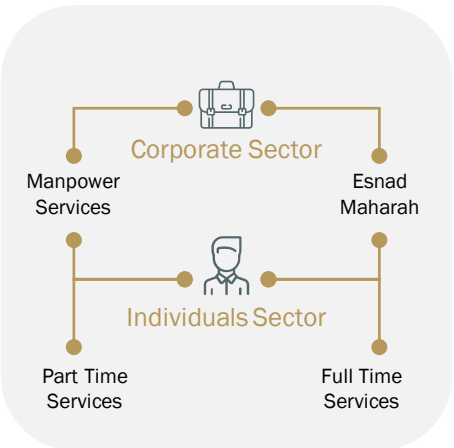 Corporate Sector
Manpower
Services
Esnad
Maharah
Individuals Sector
Part Time
Services
Full Time
Services